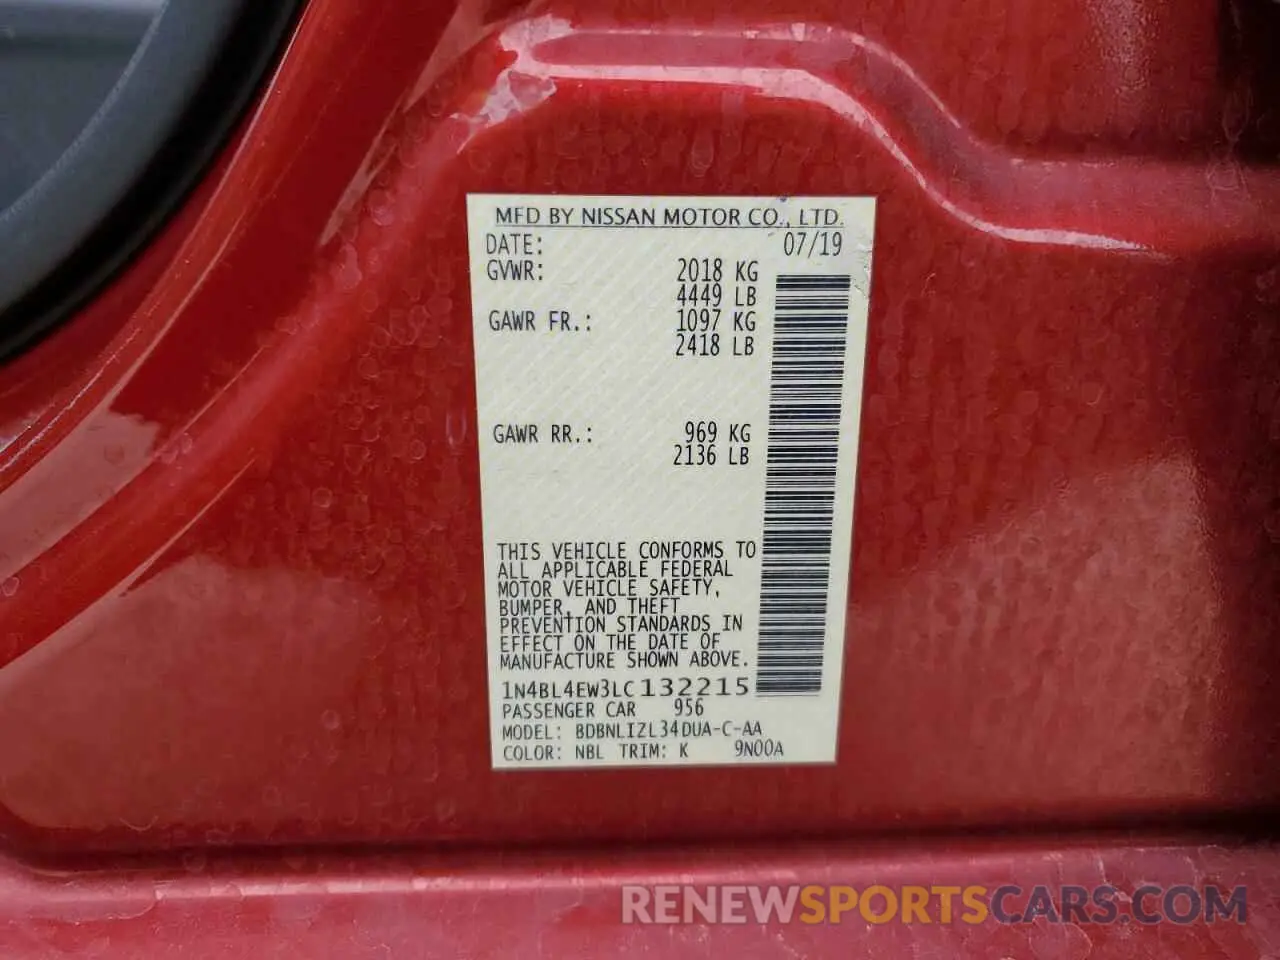 MFD BY NISSAN MOTOR CO., LTD.
DATE: 07/19
GVWR: 2018 KG
4449 LB
GAWR FR.: 1097 KG
2418 LB
GAWR RR.: 969 KG
2136 LB
THIS VEHICLE CONFORMS TO
ALL APPLICABLE FEDERAL
MOTOR VEHICLE SAFETY,
BUMPER, AND THEFT
PREVENTION STANDARDS IN
EFFECT ON THE DATE OF
MANUFACTURE SHOWN ABOVE.
1N4BL4EW3LC132215
PASSENGER CAR 956
MODEL: BDBNLIZL34DUA-C-AA
COLOR: NBL TRIM: K 9N00A
RENEWSPORTSCARS.COM